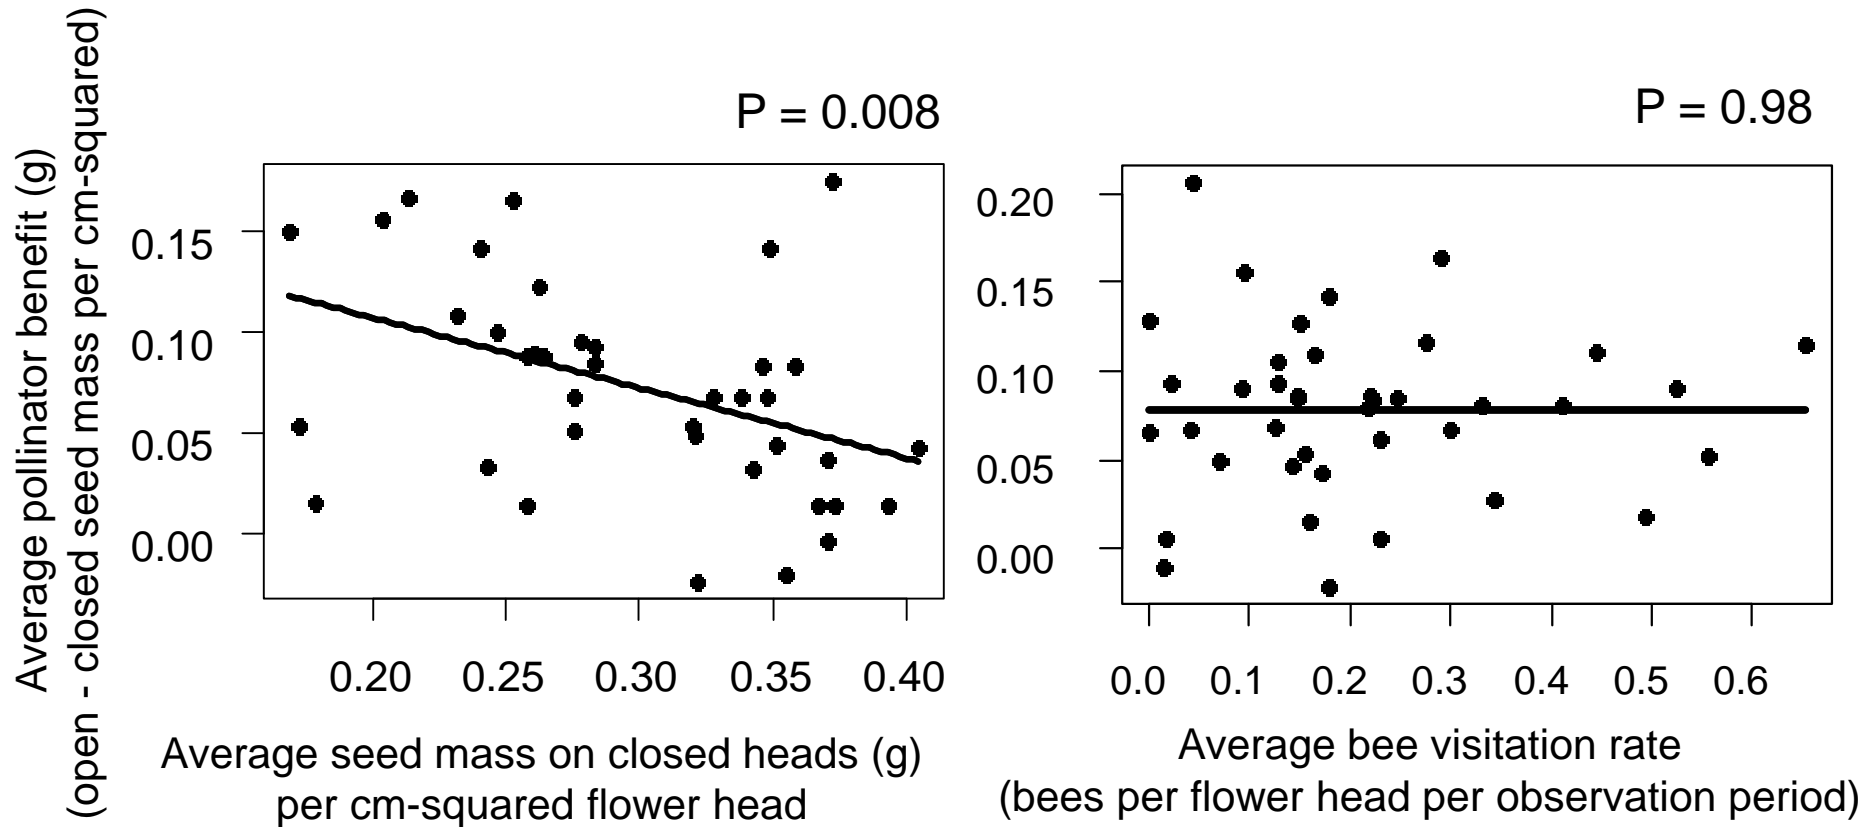 Average pollinator benefit (g)
(open - closed seed mass per cm-squared)
P = 0.008
0.15
0.10
0.05
0.00
0.20 0.25 0.30 0.35 0.40
Average seed mass on closed heads (g)
per cm-squared flower head
P = 0.98
0.20
0.15
0.10
0.05
0.00
0.0 0.1 0.2 0.3 0.4 0.5 0.6
Average bee visitation rate
(bees per flower head per observation period)